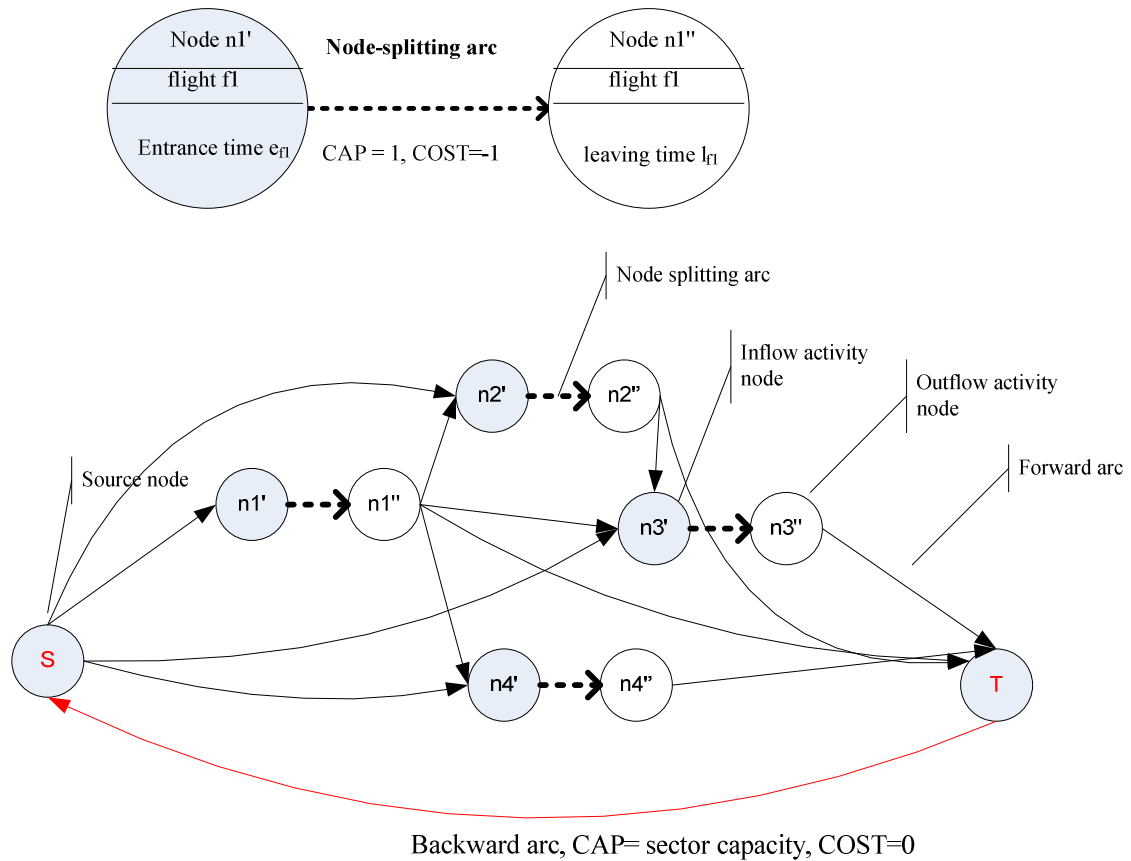 Node n1'
flight f1
Entrance time ef1
Node-splitting arc
CAP = 1, COST=-1
Node n1''
flight f1
leaving time lf1
Node splitting arc
Inflow activity
node
Outflow activity
node
Forward arc
Source node
n2'
n2''
n1'
n1''
n3'
n3''
S
n4'
n4''
T
Backward arc, CAP= sector capacity, COST=0